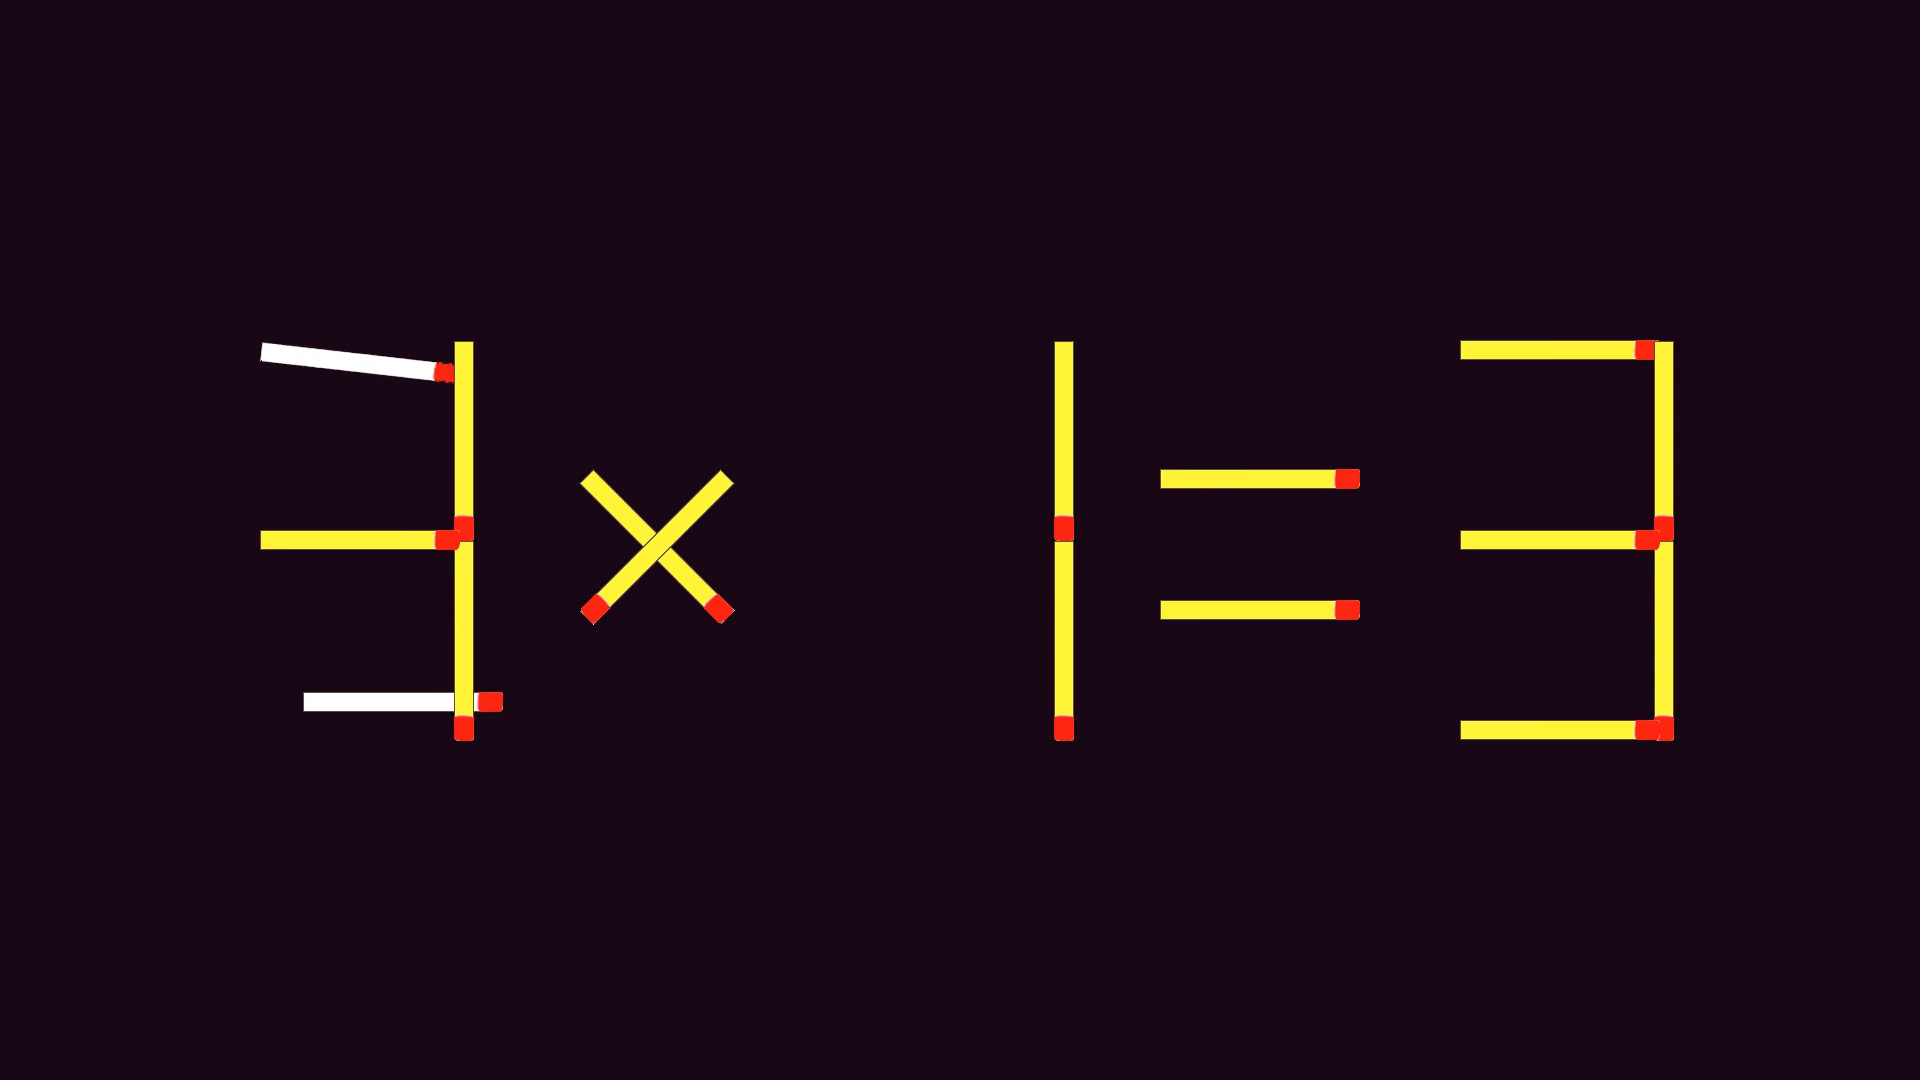 3 × 1 = 3